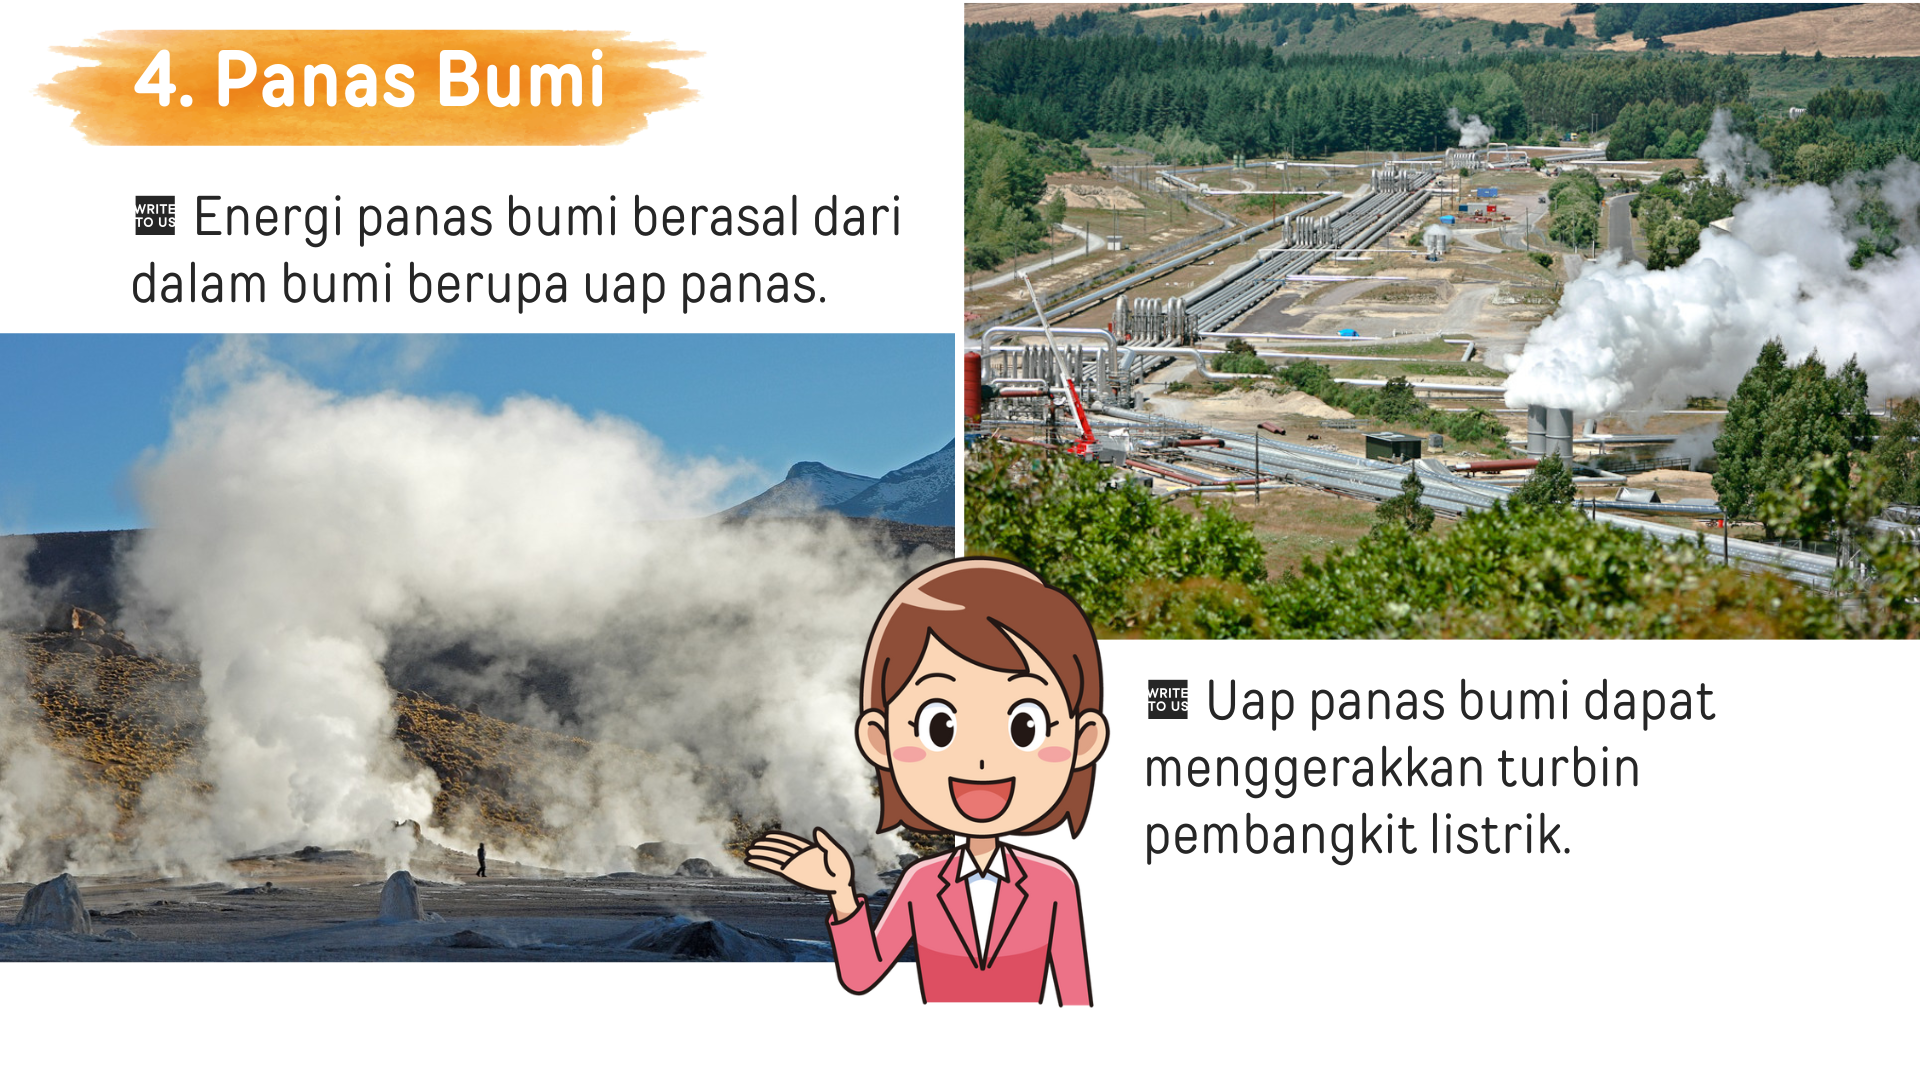 4. Panas Bumi
WRITE TO US Energi panas bumi berasal dari
dalam bumi berupa uap panas.
WRITE TO US Uap panas bumi dapat
menggerakkan turbin
pembangkit listrik.